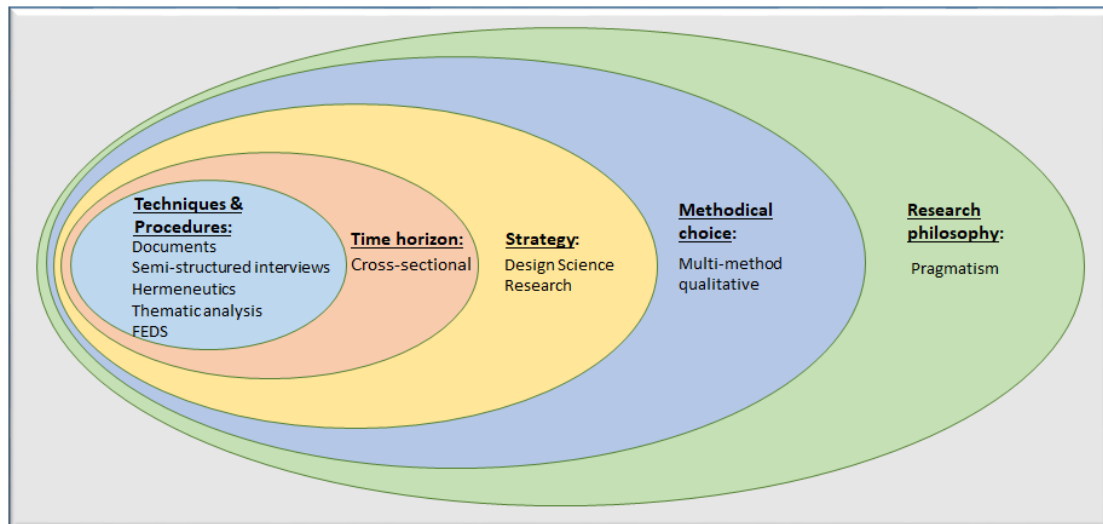 Techniques &
Procedures:
Documents
Semi-structured interviews
Hermeneutics
Thematic analysis
FEDS
Time horizon:
Cross-sectional
Strategy:
Design Science
Research
Methodical
choice:
Multi-method
qualitative
Research
philosophy:
Pragmatism